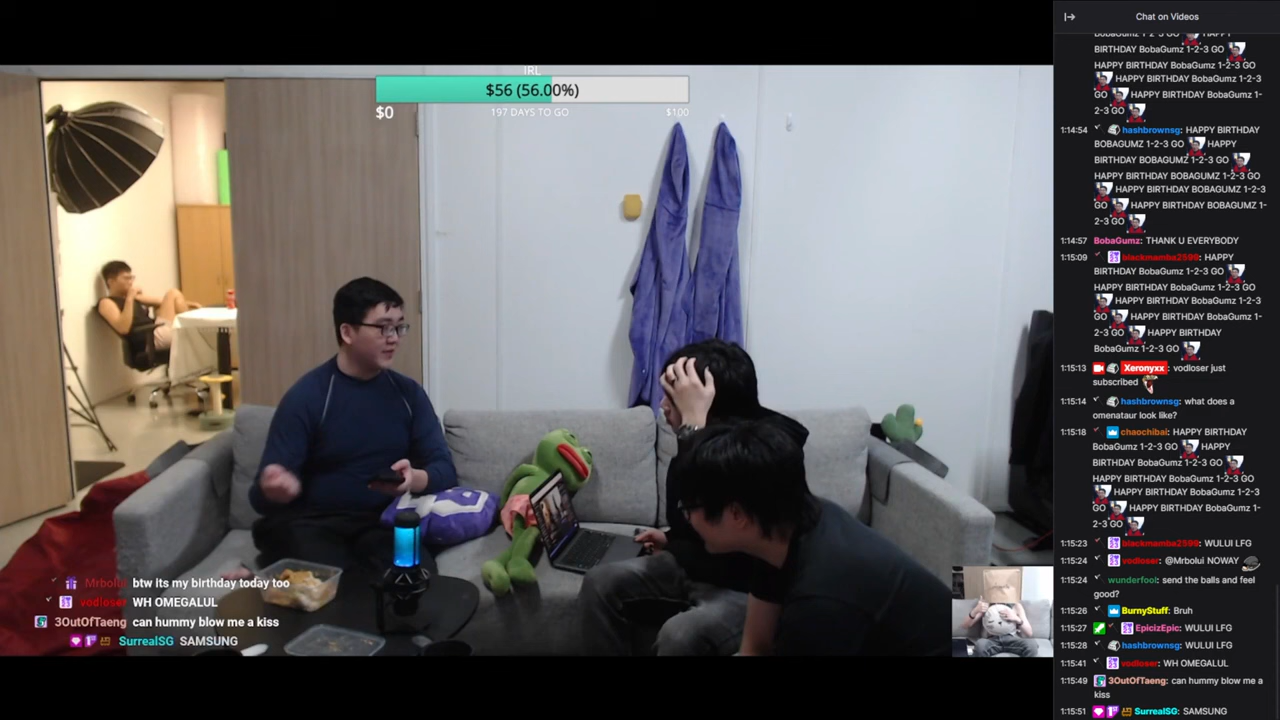 IRL
$56 (56.00%)
$0
197 DAYS TO GO
$100
Mrbolui btw its my birthday today too
vodloser WH OMEGALUL
3OutOfTaeng can hummy blow me a kiss
SurrealSG SAMSUNG
Chat on Videos
BobaGumz 1-2-3 GO HAPPY
BIRTHDAY BobaGumz 1-2-3 GO
HAPPY BIRTHDAY BobaGumz 1-2-3 GO
HAPPY BIRTHDAY BobaGumz 1-2-3
GO HAPPY BIRTHDAY BobaGumz 1-
2-3 GO
1:14:54 hashbrownsg: HAPPY BIRTHDAY
BOBAGUMZ 1-2-3 GO HAPPY
BIRTHDAY BOBAGUMZ 1-2-3 GO
HAPPY BIRTHDAY BOBAGUMZ 1-2-3 GO
HAPPY BIRTHDAY BOBAGUMZ 1-2-3
GO HAPPY BIRTHDAY BOBAGUMZ 1-
2-3 GO
1:14:57 BobaGumz: THANK U EVERYBODY
1:15:09 blackmamba2599: HAPPY
BIRTHDAY BobaGumz 1-2-3 GO
HAPPY BIRTHDAY BobaGumz 1-2-3 GO
HAPPY BIRTHDAY BobaGumz 1-2-3
GO HAPPY BIRTHDAY BobaGumz 1-
2-3 GO HAPPY BIRTHDAY
BobaGumz 1-2-3 GO
1:15:13 Xeronyxx: vodloser just
subscribed
1:15:14 hashbrownsg: what does a
omenataur look like?
1:15:18 chaochibai: HAPPY BIRTHDAY
BobaGumz 1-2-3 GO HAPPY
BIRTHDAY BobaGumz 1-2-3 GO
HAPPY BIRTHDAY BobaGumz 1-2-3 GO
HAPPY BIRTHDAY BobaGumz 1-2-3
GO HAPPY BIRTHDAY BobaGumz 1-
2-3 GO
1:15:23 blackmamba2599: WULUI LFG
1:15:24 vodloser: @Mrbolui NOWAY
1:15:24 wunderfool: send the balls and feel
good?
1:15:26 BurnyStuff: Bruh
1:15:27 EpicizEpic: WULUI LFG
1:15:28 hashbrownsg: WULUI LFG
1:15:41 vodloser: WH OMEGALUL
1:15:49 3OutOfTaeng: can hummy blow me a
kiss
1:15:51 SurrealSG: SAMSUNG